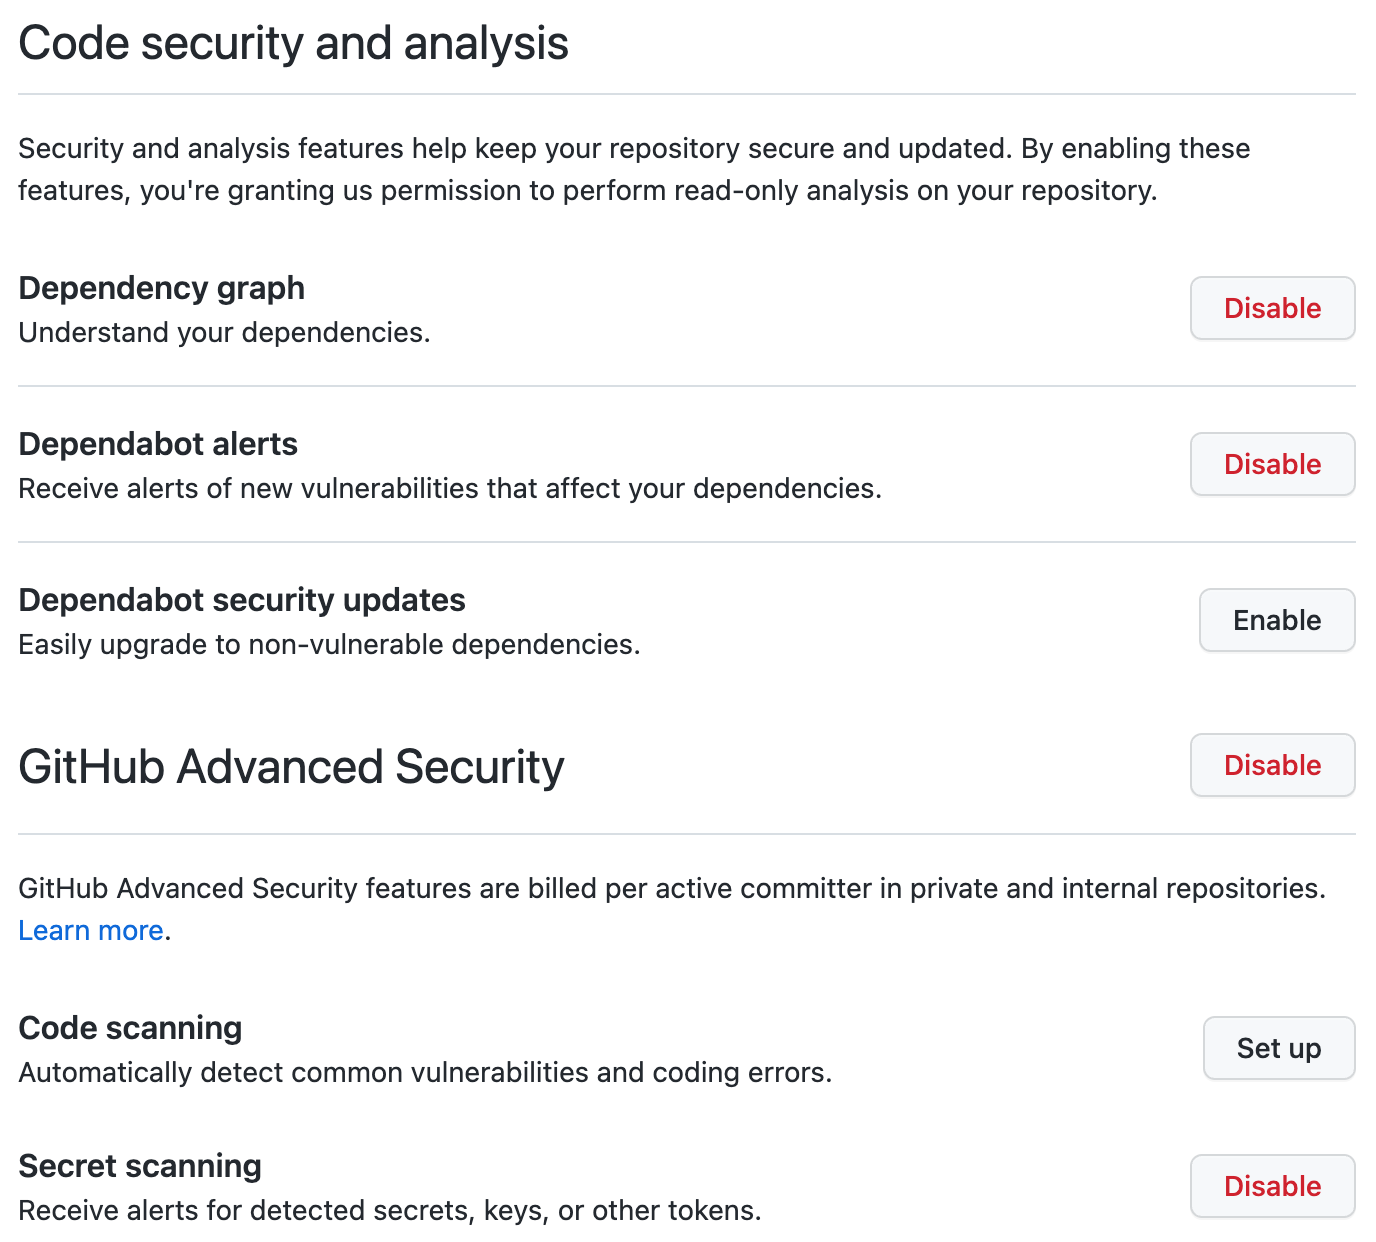 Code security and analysis
Security and analysis features help keep your repository secure and updated. By enabling these
features, you're granting us permission to perform read-only analysis on your repository.
Dependency graph
Understand your dependencies.
Disable
Dependabot alerts
Receive alerts of new vulnerabilities that affect your dependencies.
Disable
Dependabot security updates
Easily upgrade to non-vulnerable dependencies.
Enable
GitHub Advanced Security
Disable
GitHub Advanced Security features are billed per active committer in private and internal repositories.
Learn more.
Code scanning
Automatically detect common vulnerabilities and coding errors.
Set up
Secret scanning
Receive alerts for detected secrets, keys, or other tokens.
Disable